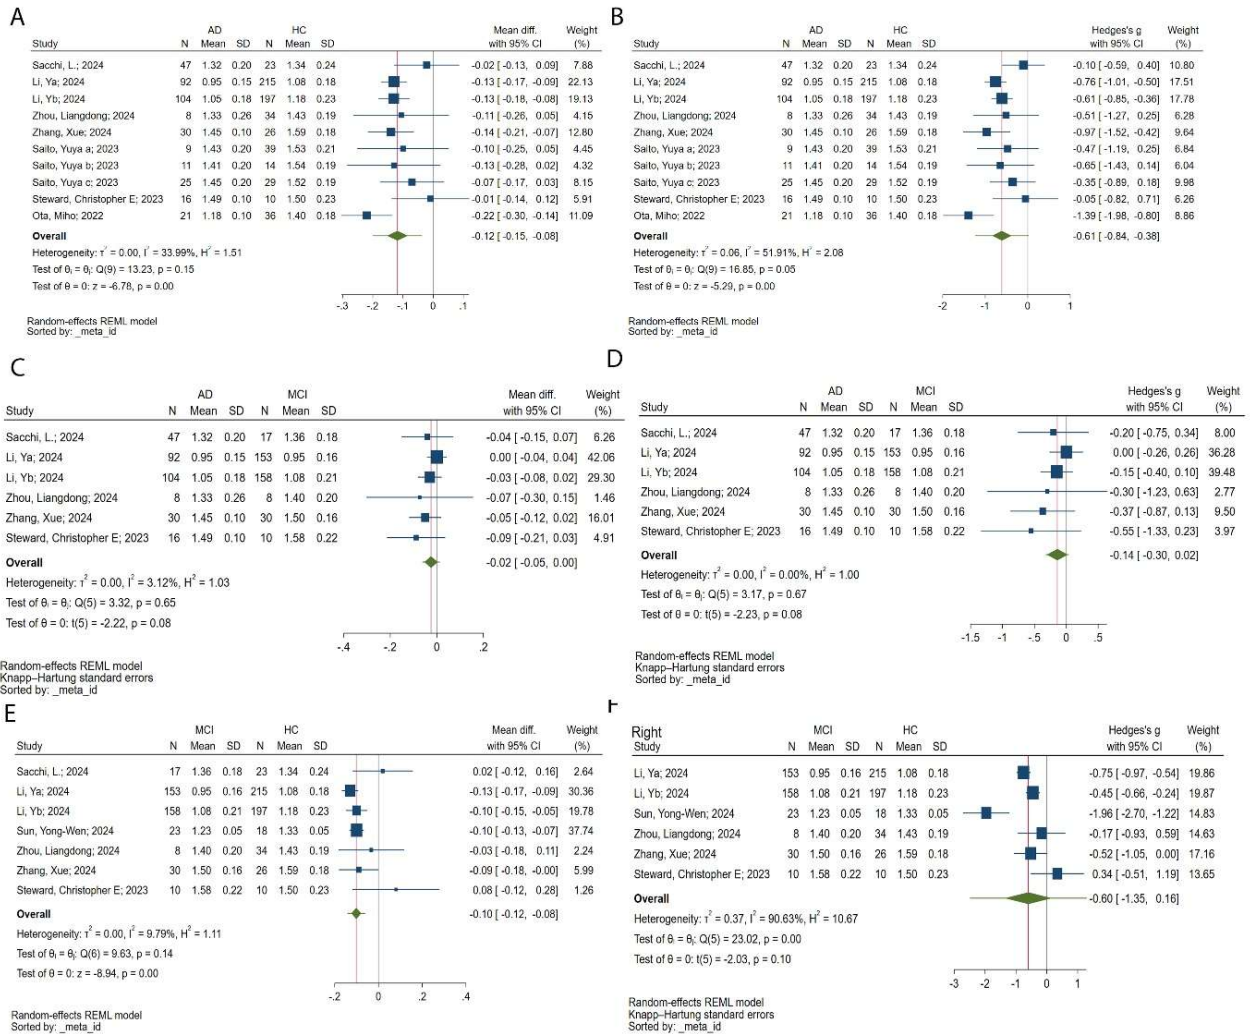 A
AD HC Mean diff. Weight
Study N Mean SD N Mean SD with 95% CI (%)
Sacchi, L.; 2024 47 1.32 0.20 23 1.34 0.24 -0.02 [ -0.13, 0.09] 7.88
Li, Ya; 2024 92 0.95 0.15 215 1.08 0.18 -0.13 [ -0.17, -0.09] 22.13
Li, Yb; 2024 104 1.05 0.18 197 1.18 0.23 -0.13 [ -0.18, -0.08] 19.13
Zhou, Liangdong; 2024 8 1.33 0.26 34 1.43 0.19 -0.11 [ -0.26, 0.05] 4.15
Zhang, Xue; 2024 30 1.45 0.10 26 1.59 0.18 -0.14 [ -0.21, -0.07] 12.80
Saito, Yuya a; 2023 9 1.43 0.20 39 1.53 0.21 -0.10 [ -0.25, 0.05] 4.45
Saito, Yuya b; 2023 11 1.41 0.20 14 1.54 0.19 -0.13 [ -0.28, 0.02] 4.32
Saito, Yuya c; 2023 25 1.45 0.20 29 1.52 0.19 -0.07 [ -0.17, 0.03] 8.15
Steward, Christopher E; 2023 16 1.49 0.10 10 1.50 0.23 -0.01 [ -0.14, 0.12] 5.91
Ota, Miho; 2022 21 1.18 0.10 36 1.40 0.18 -0.22 [ -0.30, -0.14] 11.09
Overall -0.12 [ -0.15, -0.08]
Heterogeneity: τ² = 0.00, I² = 33.99%, H² = 1.51
Test of θᵢ = θⱼ: Q(9) = 13.23, p = 0.15
Test of θ = 0: z = -6.78, p = 0.00
-.3 -.2 -.1 0 .1
Random-effects REML model
Sorted by: _meta_id
B
AD HC Hedges's g Weight
Study N Mean SD N Mean SD with 95% CI (%)
Sacchi, L.; 2024 47 1.32 0.20 23 1.34 0.24 -0.10 [ -0.59, 0.40] 10.80
Li, Ya; 2024 92 0.95 0.15 215 1.08 0.18 -0.76 [ -1.01, -0.50] 17.51
Li, Yb; 2024 104 1.05 0.18 197 1.18 0.23 -0.61 [ -0.85, -0.36] 17.78
Zhou, Liangdong; 2024 8 1.33 0.26 34 1.43 0.19 -0.51 [ -1.27, 0.25] 6.28
Zhang, Xue; 2024 30 1.45 0.10 26 1.59 0.18 -0.97 [ -1.52, -0.42] 9.64
Saito, Yuya a; 2023 9 1.43 0.20 39 1.53 0.21 -0.47 [ -1.19, 0.25] 6.84
Saito, Yuya b; 2023 11 1.41 0.20 14 1.54 0.19 -0.65 [ -1.43, 0.14] 6.04
Saito, Yuya c; 2023 25 1.45 0.20 29 1.52 0.19 -0.35 [ -0.89, 0.18] 9.98
Steward, Christopher E; 2023 16 1.49 0.10 10 1.50 0.23 -0.05 [ -0.82, 0.71] 6.26
Ota, Miho; 2022 21 1.18 0.10 36 1.40 0.18 -1.39 [ -1.98, -0.80] 8.86
Overall -0.61 [ -0.84, -0.38]
Heterogeneity: τ² = 0.06, I² = 51.91%, H² = 2.08
Test of θᵢ = θⱼ: Q(9) = 16.85, p = 0.05
Test of θ = 0: z = -5.29, p = 0.00
-2 -1 0 1
Random-effects REML model
Sorted by: _meta_id
C
AD MCI Mean diff. Weight
Study N Mean SD N Mean SD with 95% CI (%)
Sacchi, L.; 2024 47 1.32 0.20 17 1.36 0.18 -0.04 [ -0.15, 0.07] 6.26
Li, Ya; 2024 92 0.95 0.15 153 0.95 0.16 0.00 [ -0.04, 0.04] 42.06
Li, Yb; 2024 104 1.05 0.18 158 1.08 0.21 -0.03 [ -0.08, 0.02] 29.30
Zhou, Liangdong; 2024 8 1.33 0.26 8 1.40 0.20 -0.07 [ -0.30, 0.15] 1.46
Zhang, Xue; 2024 30 1.45 0.10 30 1.50 0.16 -0.05 [ -0.12, 0.02] 16.01
Steward, Christopher E; 2023 16 1.49 0.10 10 1.58 0.22 -0.09 [ -0.21, 0.03] 4.91
Overall -0.02 [ -0.05, 0.00]
Heterogeneity: τ² = 0.00, I² = 3.12%, H² = 1.03
Test of θᵢ = θⱼ: Q(5) = 3.32, p = 0.65
Test of θ = 0: t(5) = -2.22, p = 0.08
-.4 -.2 0 .2
Random-effects REML model
Knapp–Hartung standard errors
Sorted by: _meta_id
D
AD MCI Hedges's g Weight
Study N Mean SD N Mean SD with 95% CI (%)
Sacchi, L.; 2024 47 1.32 0.20 17 1.36 0.18 -0.20 [ -0.75, 0.34] 8.00
Li, Ya; 2024 92 0.95 0.15 153 0.95 0.16 0.00 [ -0.26, 0.26] 36.28
Li, Yb; 2024 104 1.05 0.18 158 1.08 0.21 -0.15 [ -0.40, 0.10] 39.48
Zhou, Liangdong; 2024 8 1.33 0.26 8 1.40 0.20 -0.30 [ -1.23, 0.63] 2.77
Zhang, Xue; 2024 30 1.45 0.10 30 1.50 0.16 -0.37 [ -0.87, 0.13] 9.50
Steward, Christopher E; 2023 16 1.49 0.10 10 1.58 0.22 -0.55 [ -1.33, 0.23] 3.97
Overall -0.14 [ -0.30, 0.02]
Heterogeneity: τ² = 0.00, I² = 0.00%, H² = 1.00
Test of θᵢ = θⱼ: Q(5) = 3.17, p = 0.67
Test of θ = 0: t(5) = -2.23, p = 0.08
-1.5 -1 -.5 0 .5
Random-effects REML model
Knapp–Hartung standard errors
Sorted by: _meta_id
E
MCI HC Mean diff. Weight
Study N Mean SD N Mean SD with 95% CI (%)
Sacchi, L.; 2024 17 1.36 0.18 23 1.34 0.24 0.02 [ -0.12, 0.16] 2.64
Li, Ya; 2024 153 0.95 0.16 215 1.08 0.18 -0.13 [ -0.17, -0.09] 30.36
Li, Yb; 2024 158 1.08 0.21 197 1.18 0.23 -0.10 [ -0.15, -0.05] 19.78
Sun, Yong-Wen; 2024 23 1.23 0.05 18 1.33 0.05 -0.10 [ -0.13, -0.07] 37.74
Zhou, Liangdong; 2024 8 1.40 0.20 34 1.43 0.19 -0.03 [ -0.18, 0.11] 2.24
Zhang, Xue; 2024 30 1.50 0.16 26 1.59 0.18 -0.09 [ -0.18, -0.00] 5.99
Steward, Christopher E; 2023 10 1.58 0.22 10 1.50 0.23 0.08 [ -0.12, 0.28] 1.26
Overall -0.10 [ -0.12, -0.08]
Heterogeneity: τ² = 0.00, I² = 9.79%, H² = 1.11
Test of θᵢ = θⱼ: Q(6) = 9.63, p = 0.14
Test of θ = 0: z = -8.94, p = 0.00
-.2 0 .2 .4
Random-effects REML model
Sorted by: _meta_id
F
Right MCI HC Hedges's g Weight
Study N Mean SD N Mean SD with 95% CI (%)
Li, Ya; 2024 153 0.95 0.16 215 1.08 0.18 -0.75 [ -0.97, -0.54] 19.86
Li, Yb; 2024 158 1.08 0.21 197 1.18 0.23 -0.45 [ -0.66, -0.24] 19.87
Sun, Yong-Wen; 2024 23 1.23 0.05 18 1.33 0.05 -1.96 [ -2.70, -1.22] 14.83
Zhou, Liangdong; 2024 8 1.40 0.20 34 1.43 0.19 -0.17 [ -0.93, 0.59] 14.63
Zhang, Xue; 2024 30 1.50 0.16 26 1.59 0.18 -0.52 [ -1.05, 0.00] 17.16
Steward, Christopher E; 2023 10 1.58 0.22 10 1.50 0.23 0.34 [ -0.51, 1.19] 13.65
Overall -0.60 [ -1.35, 0.16]
Heterogeneity: τ² = 0.37, I² = 90.63%, H² = 10.67
Test of θᵢ = θⱼ: Q(5) = 23.02, p = 0.00
Test of θ = 0: t(5) = -2.03, p = 0.10
-3 -2 -1 0 1
Random-effects REML model
Knapp–Hartung standard errors
Sorted by: _meta_id